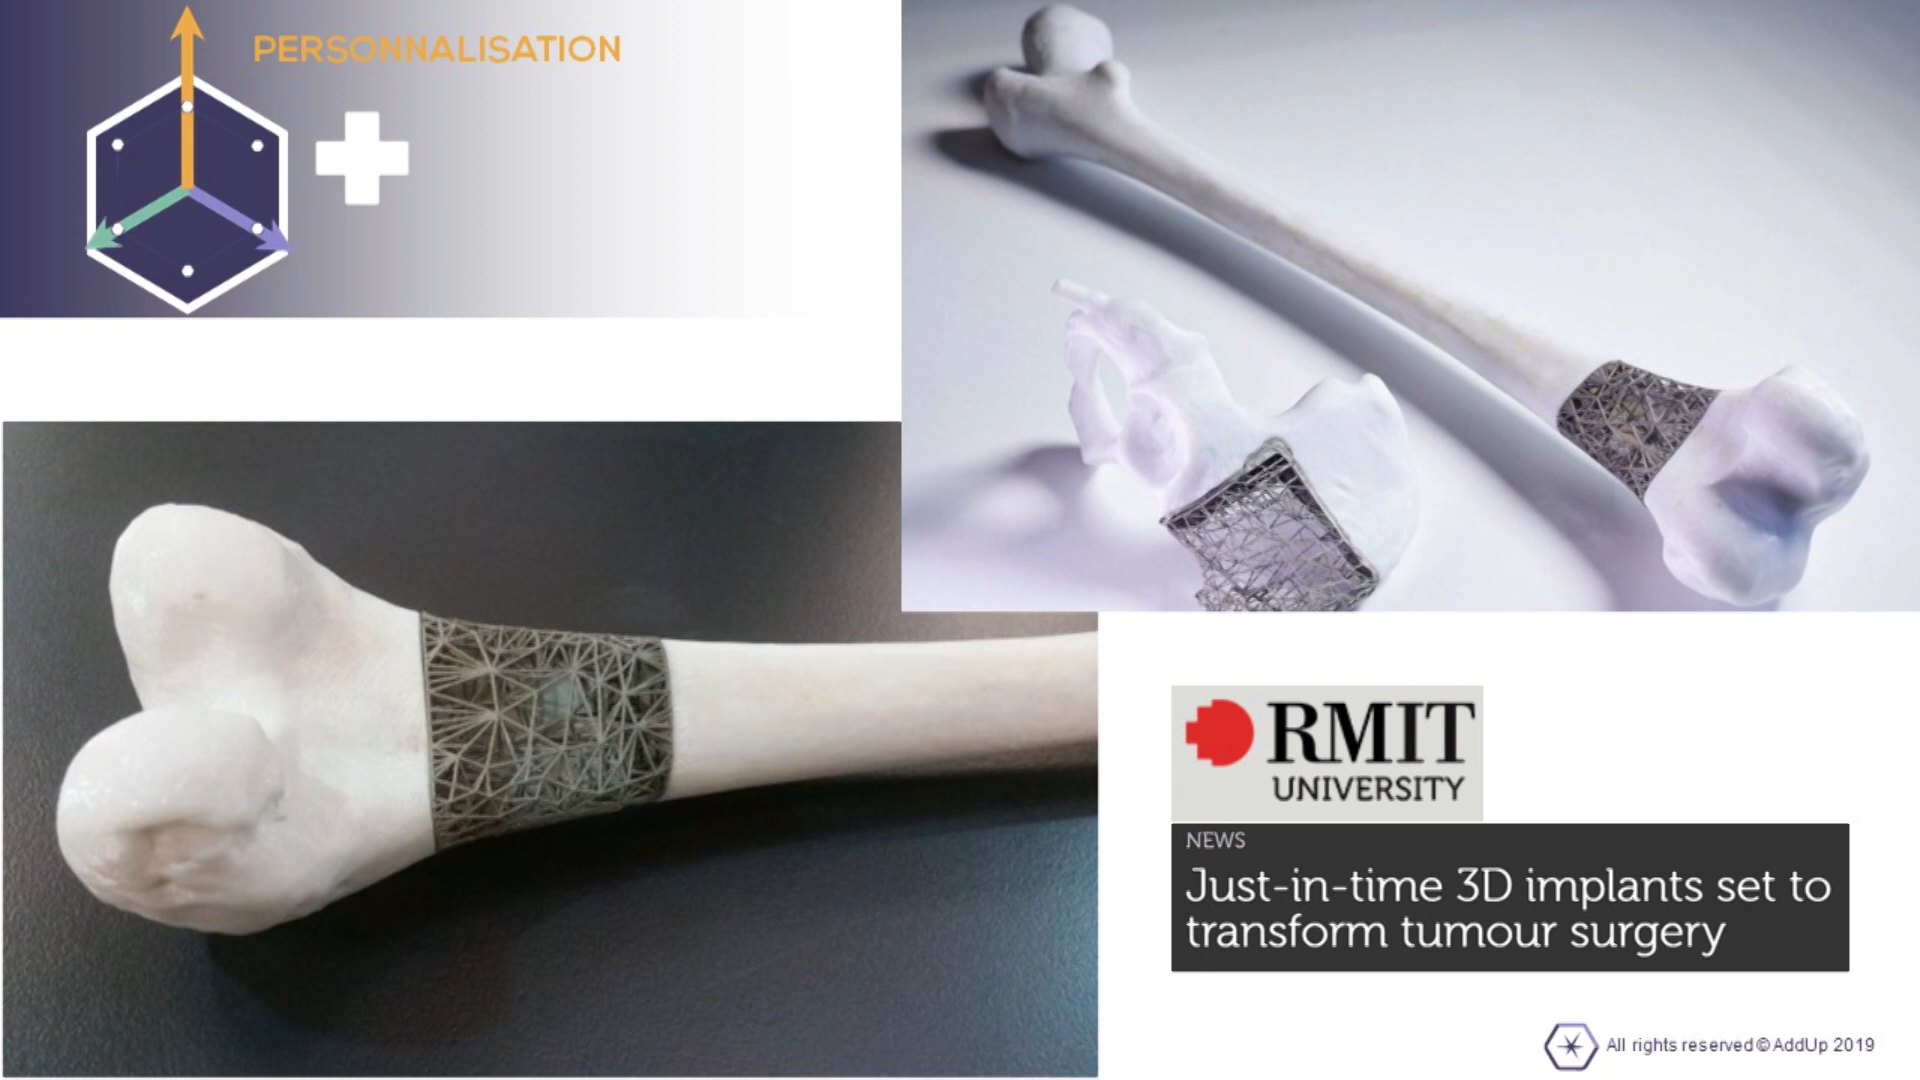 PERSONNALISATION
RMIT
UNIVERSITY
NEWS
Just-in-time 3D implants set to
transform tumour surgery
All rights reserved © AddUp 2019